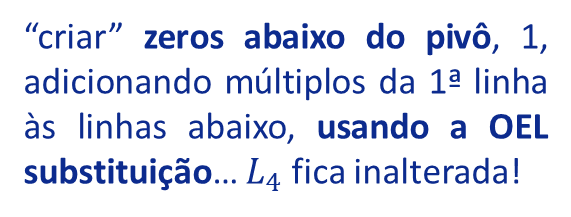 “criar” zeros abaixo do pivô, 1,
adicionando múltiplos da 1ª linha
às linhas abaixo, usando a OEL
substituição... L₄ fica inalterada!